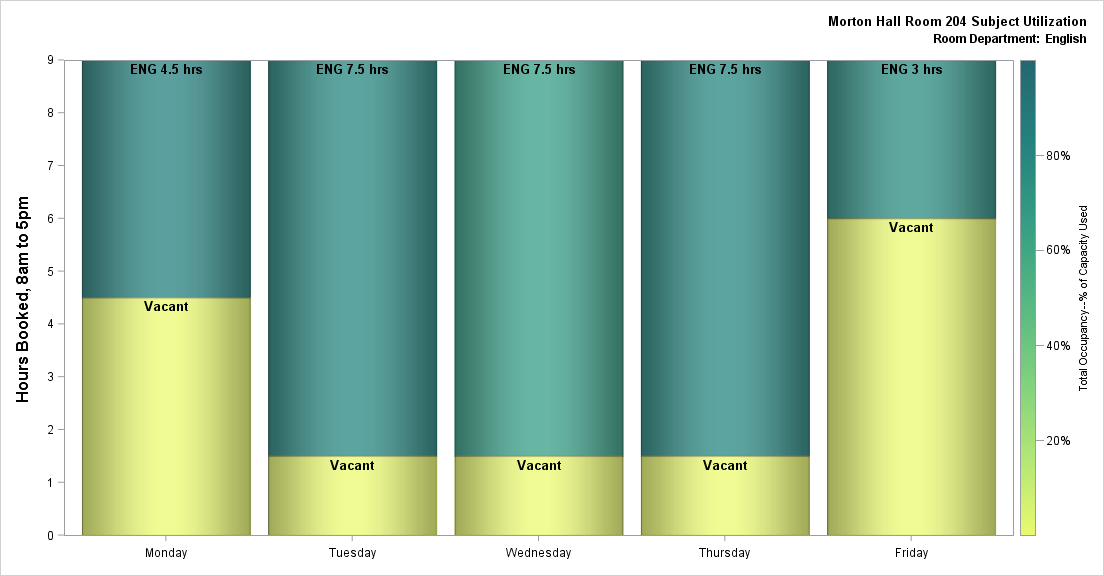 Morton Hall Room 204 Subject Utilization
Room Department: English
Hours Booked, 8am to 5pm
9
8
7
6
5
4
3
2
1
0
ENG 4.5 hrs
ENG 7.5 hrs
ENG 7.5 hrs
ENG 7.5 hrs
ENG 3 hrs
Vacant
Vacant
Vacant
Vacant
Vacant
Monday
Tuesday
Wednesday
Thursday
Friday
80%
60%
40%
20%
Total Occupancy--% of Capacity Used